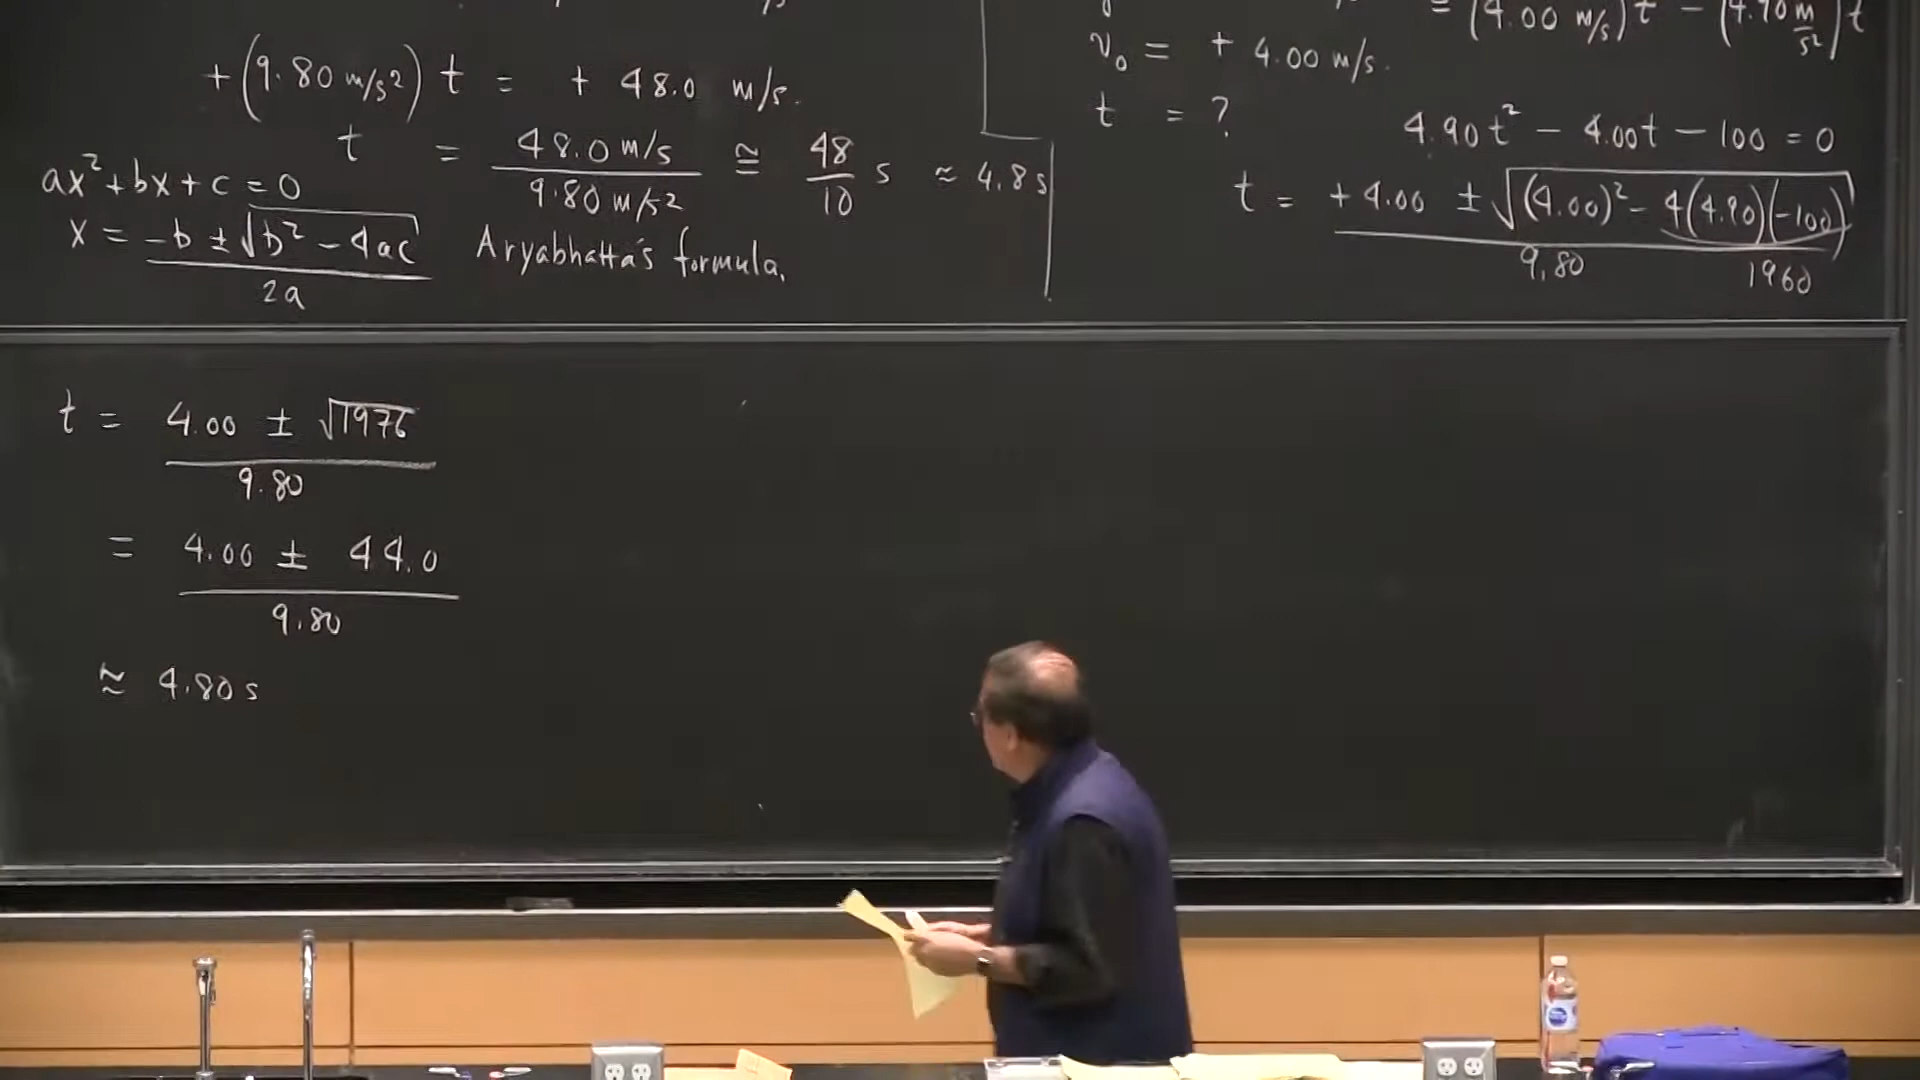 +(9.80 m/s²) t = + 48.0 m/s.
t = 48.0 m/s / 9.80 m/s² ≅ 48/10 s ≈ 4.8 s
ax² + bx + c = 0
x = -b ± √b² - 4ac / 2a
Aryabhatta's formula.
= (4.00 m/s) t - (4.90 m/s²) t
v₀ = + 4.00 m/s.
t = ?
4.90t² - 4.00t - 100 = 0
t = +4.00 ± √(4.00)² - 4(4.90)(-100) / 9.80
1960
t = 4.00 ± √1976 / 9.80
= 4.00 ± 44.0 / 9.80
≈ 4.80 s